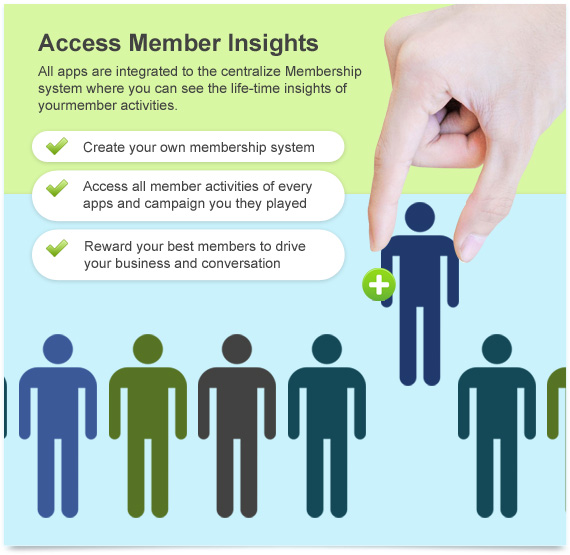 Access Member Insights
All apps are integrated to the centralize Membership
system where you can see the life-time insights of
yourmember activities.
Create your own membership system
Access all member activities of every
apps and campaign you they played
Reward your best members to drive
your business and conversation